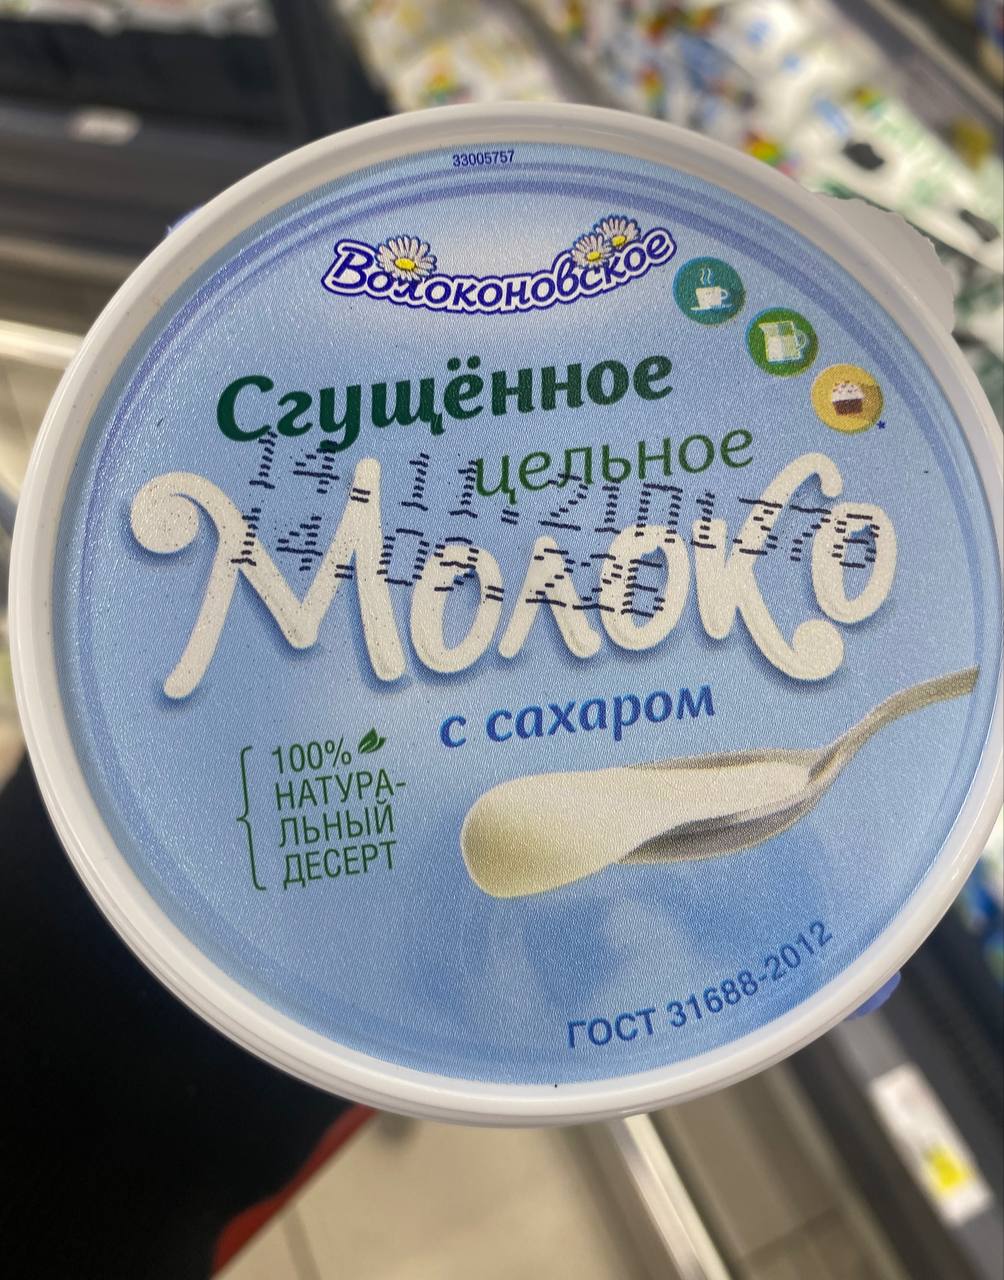 33005757
Волоконовское
Сгущённое
цельное
Молоко
с сахаром
100%
НАТУРА-
ЛЬНЫЙ
ДЕСЕРТ
ГОСТ 31688-2012